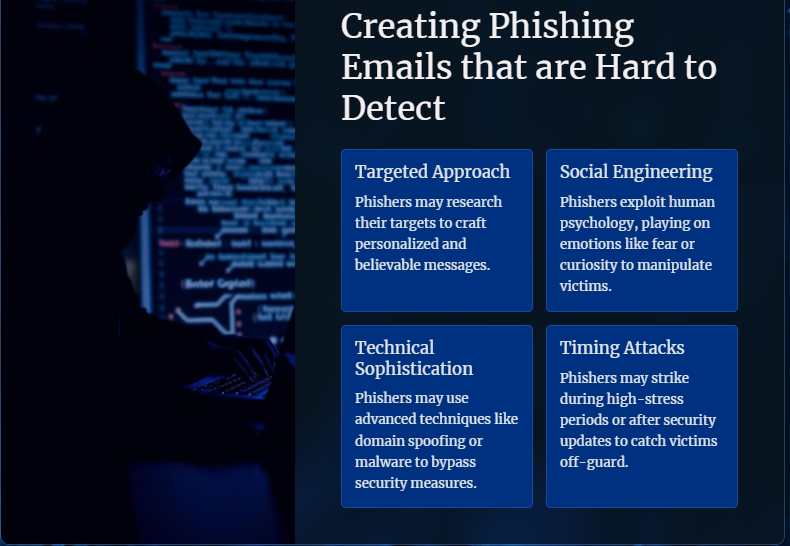 Creating Phishing
Emails that are Hard to
Detect
Targeted Approach
Phishers may research
their targets to craft
personalized and
believable messages.
Social Engineering
Phishers exploit human
psychology, playing on
emotions like fear or
curiosity to manipulate
victims.
Technical
Sophistication
Phishers may use
advanced techniques like
domain spoofing or
malware to bypass
security measures.
Timing Attacks
Phishers may strike
during high-stress
periods or after security
updates to catch victims
off-guard.